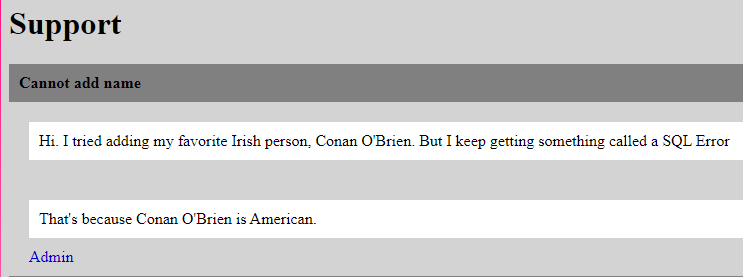 Support
Cannot add name
Hi. I tried adding my favorite Irish person, Conan O'Brien. But I keep getting something called a SQL Error
That's because Conan O'Brien is American.
Admin